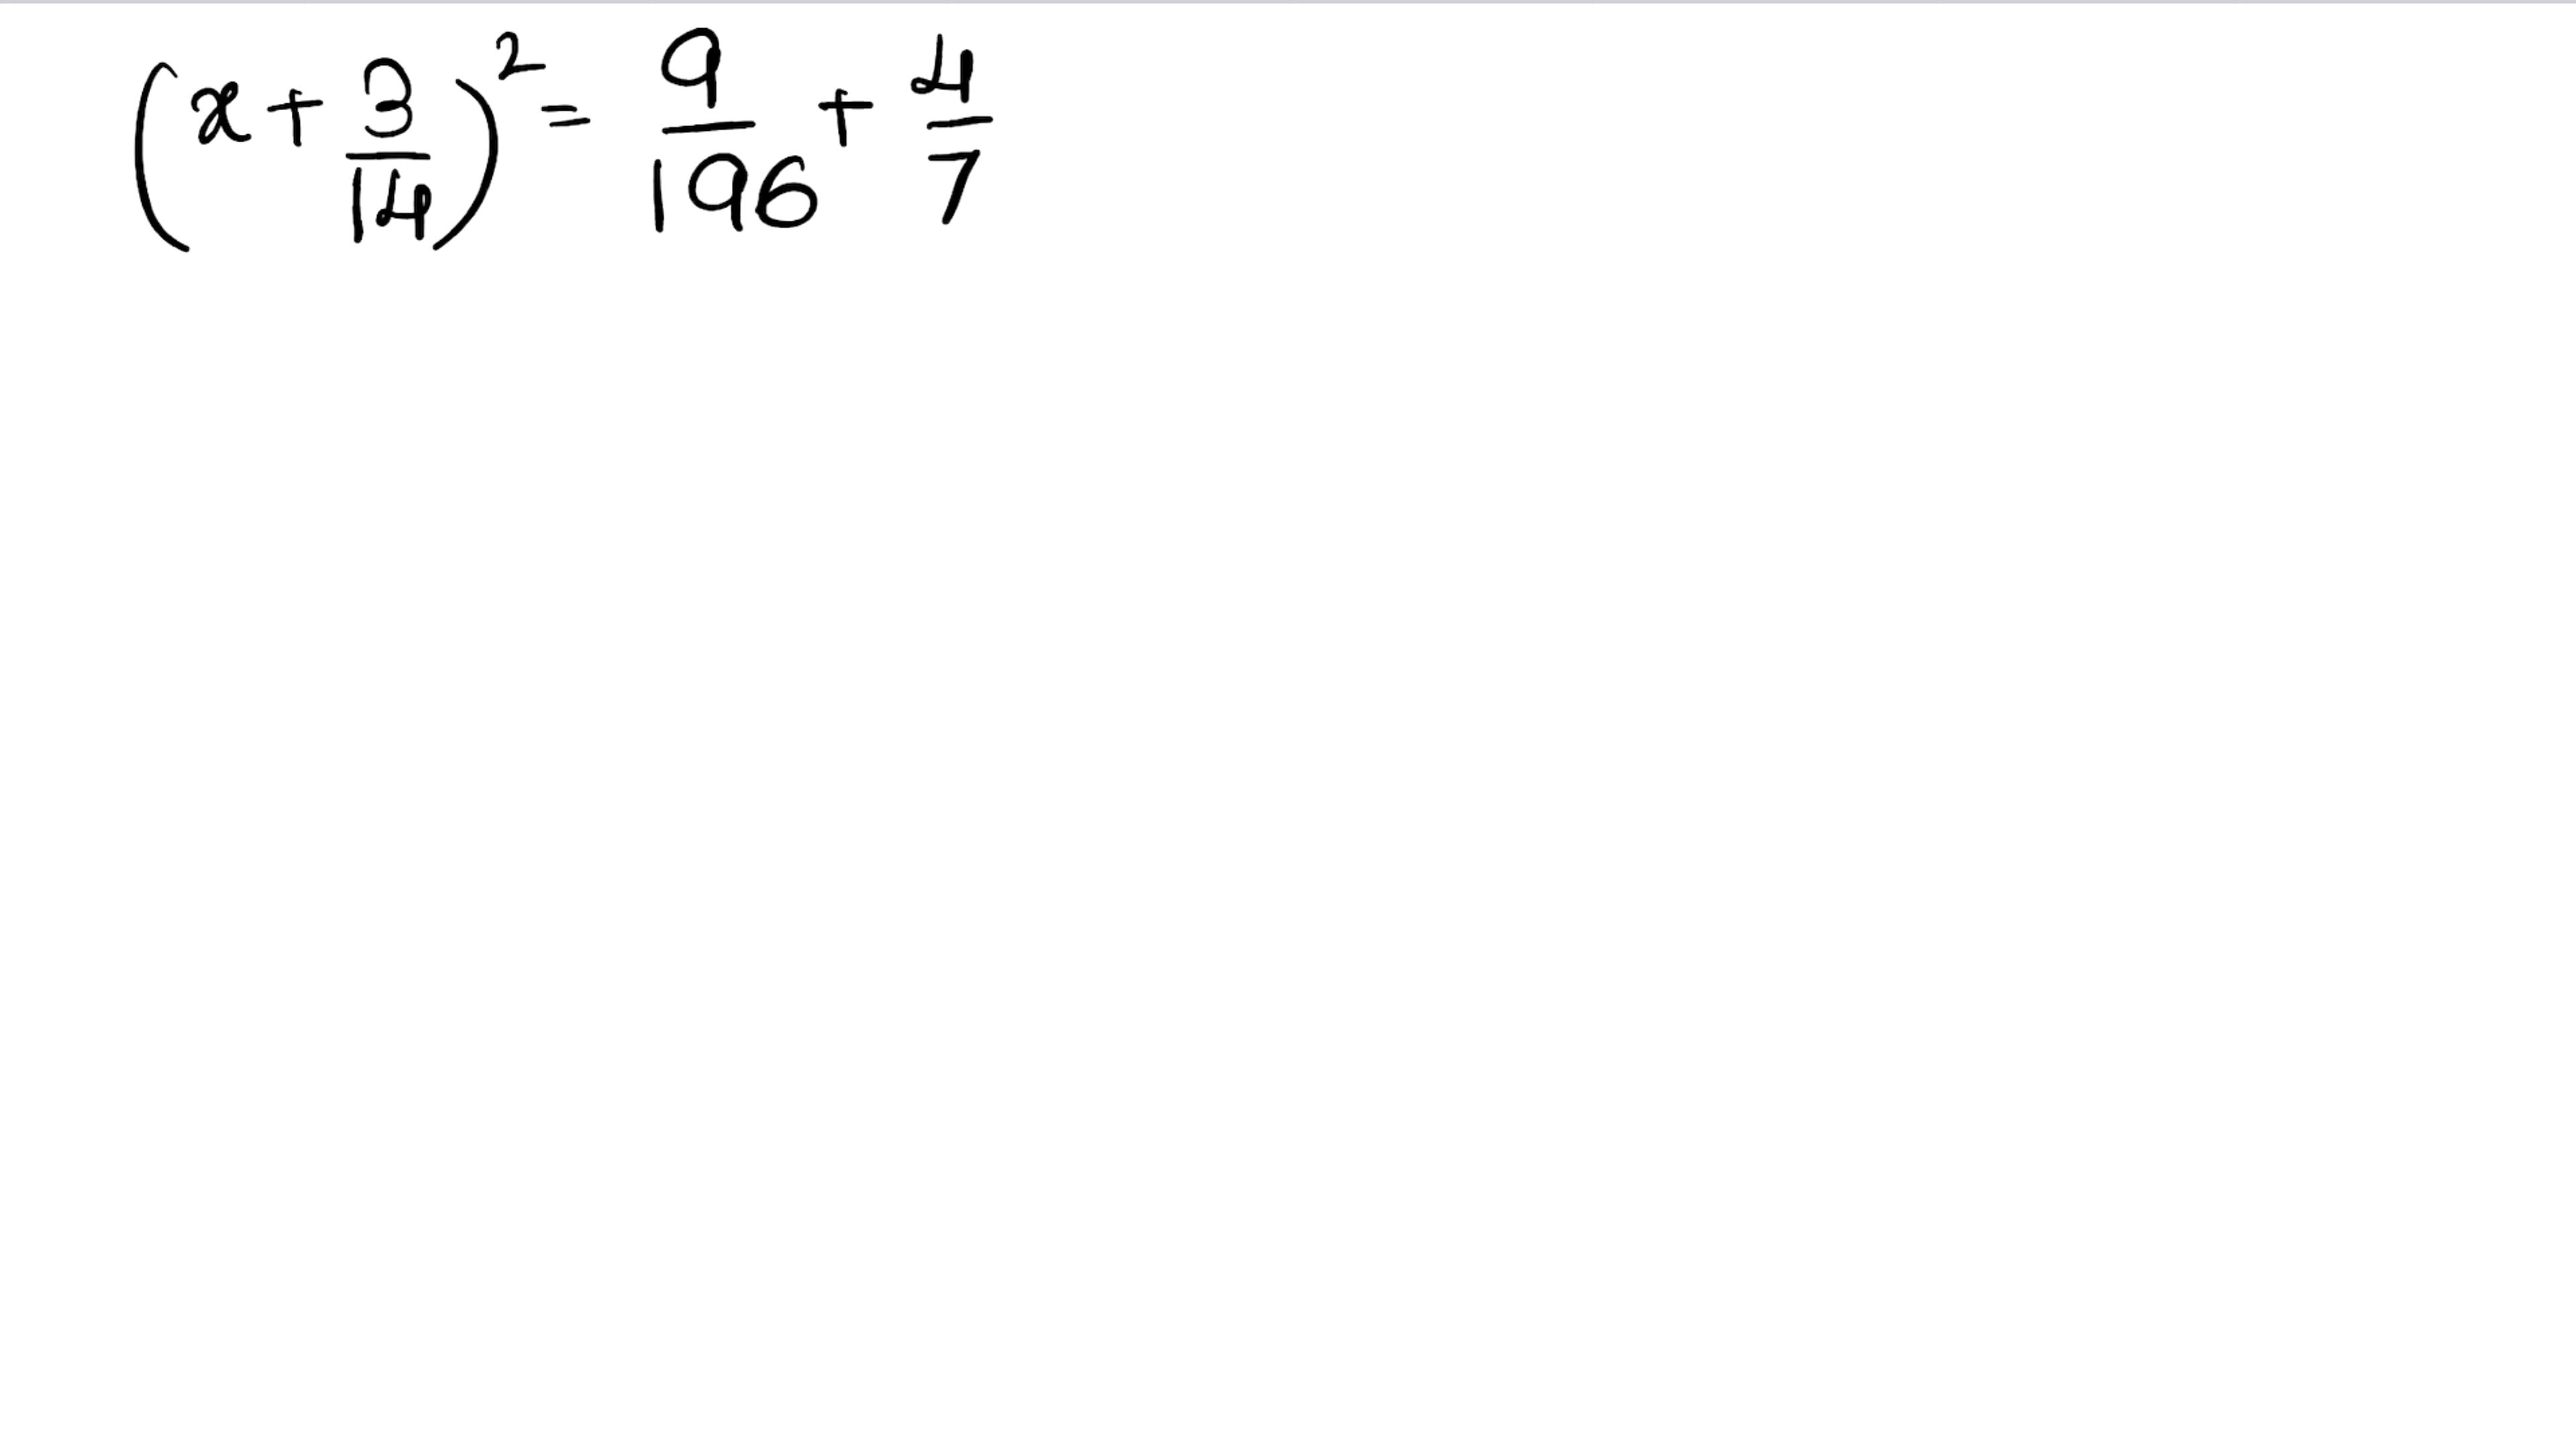 (x + 3/14)² = 9/196 + 4/7